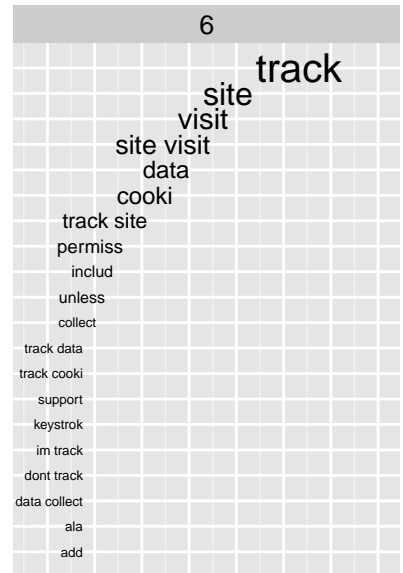 6
track
site
visit
site visit
data
cooki
track site
permiss
includ
unless
collect
track data
track cooki
support
keystrok
im track
dont track
data collect
ala
add